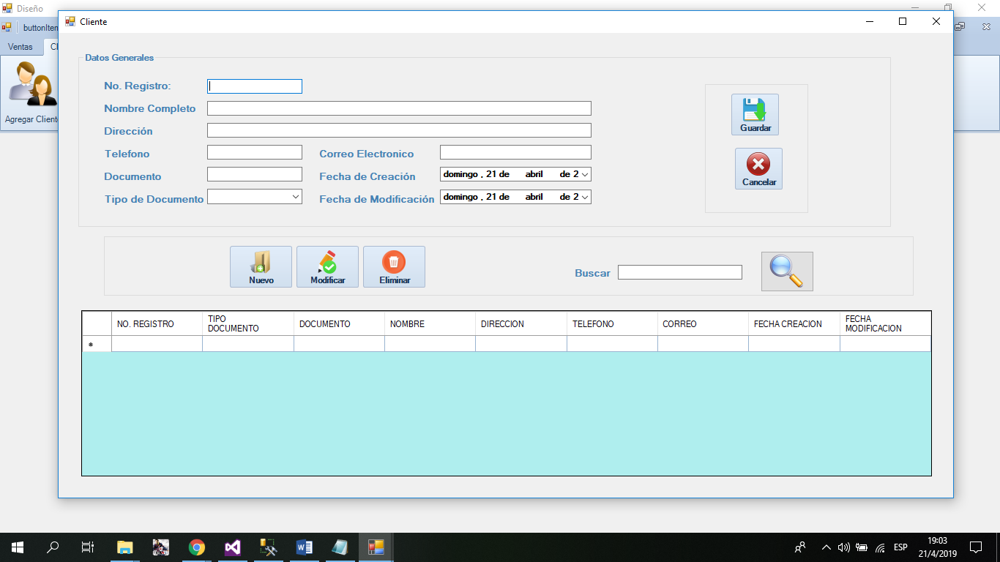 Diseño
Cliente
buttonIten
Ventas
Cl
Agregar Cliente
Datos Generales
No. Registro:
Nombre Completo
Dirección
Telefono
Correo Electronico
Documento
Fecha de Creación
domingo , 21 de abril de 2
Tipo de Documento
Fecha de Modificación
domingo , 21 de abril de 2
Guardar
Cancelar
Nuevo
Modificar
Eliminar
Buscar
NO. REGISTRO
TIPO
DOCUMENTO
DOCUMENTO
NOMBRE
DIRECCION
TELEFONO
CORREO
FECHA CREACION
FECHA
MODIFICACION
ESP
19:03
21/4/2019